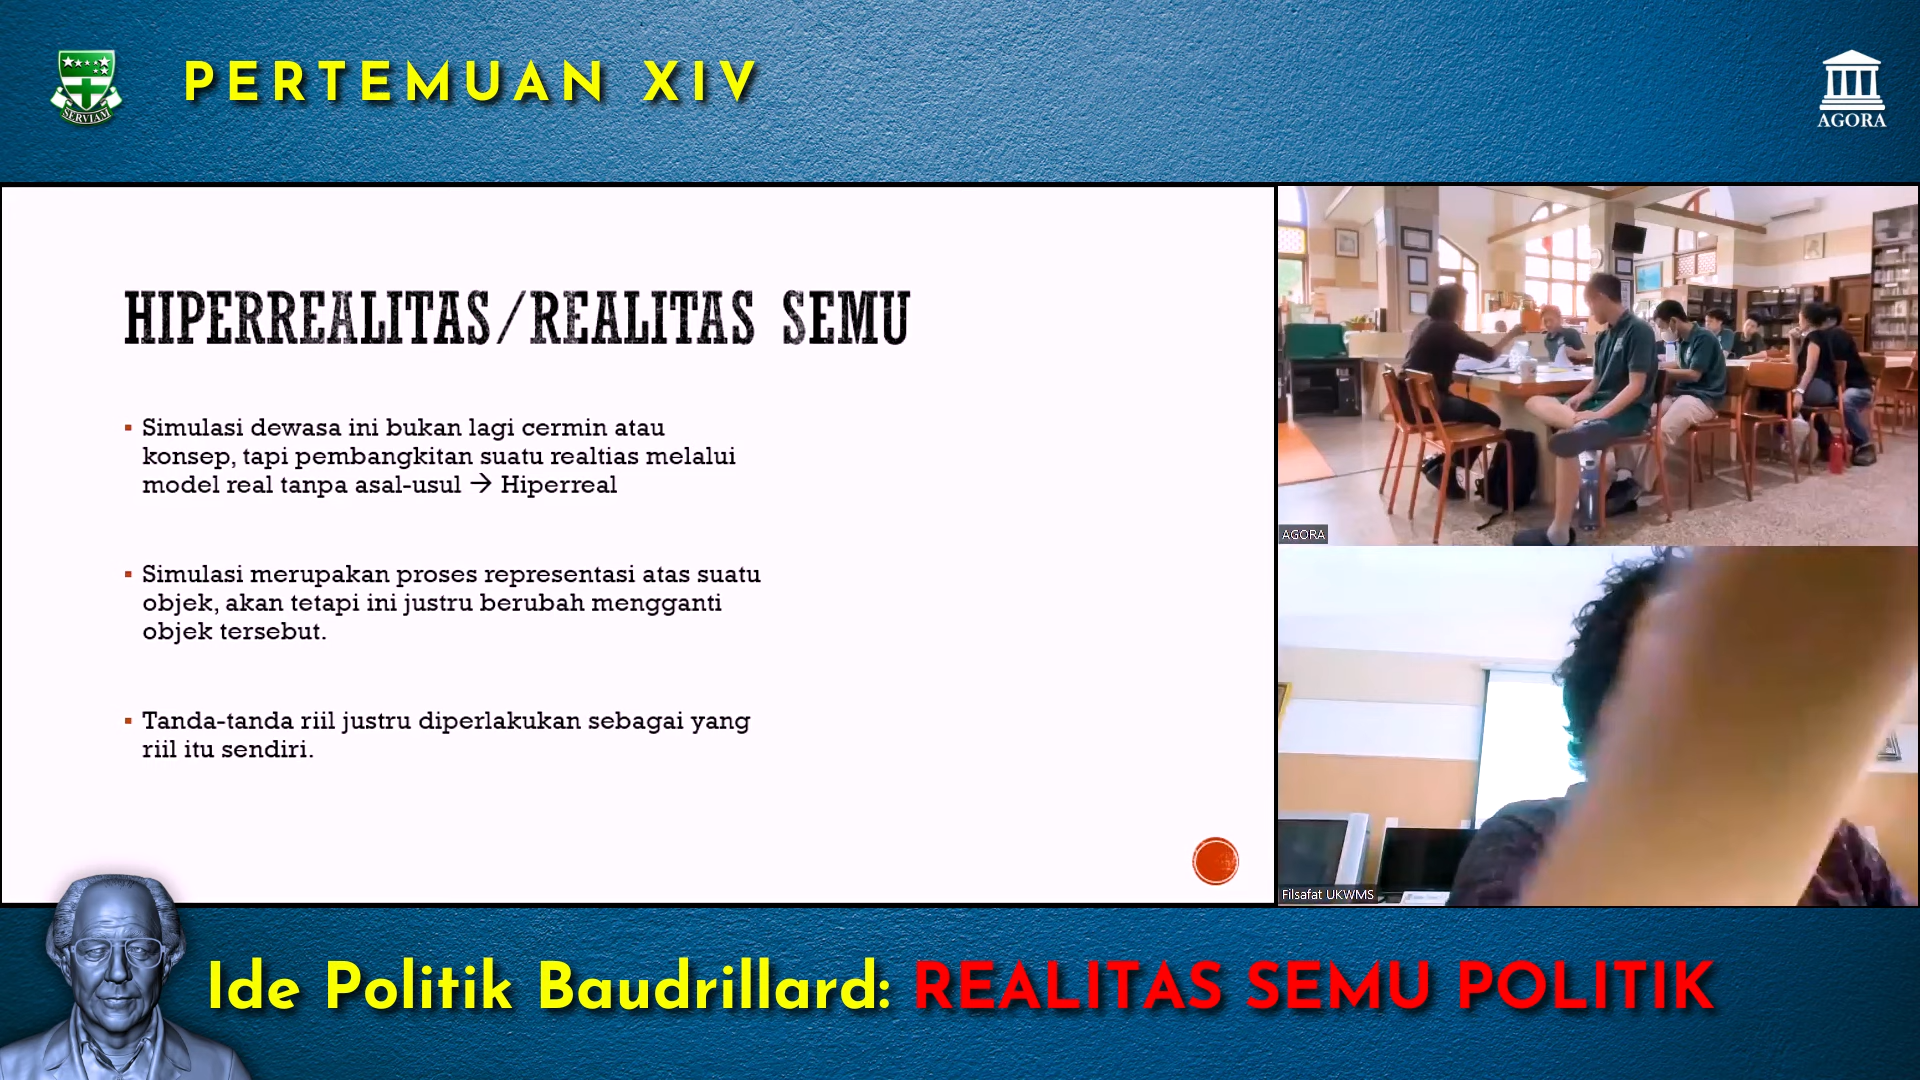 PERTEMUAN XIV
SERVIAM
AGORA
HIPERREALITAS/REALITAS SEMU
Simulasi dewasa ini bukan lagi cermin atau
konsep, tapi pembangkitan suatu realtias melalui
model real tanpa asal-usul → Hiperreal
Simulasi merupakan proses representasi atas suatu
objek, akan tetapi ini justru berubah mengganti
objek tersebut.
Tanda-tanda riil justru diperlakukan sebagai yang
riil itu sendiri.
AGORA
Filsafat UKWMS
Ide Politik Baudrillard: REALITAS SEMU POLITIK